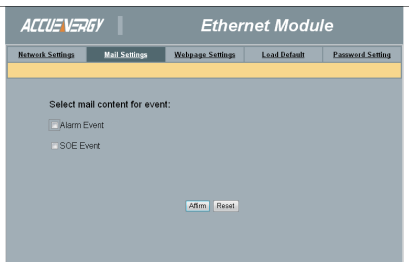 ACCUENERGY Ethernet Module
Network Settings Mail Settings Webpage Settings Load Default Password Setting
Select mail content for event:
Alarm Event
SOE Event
Affirm Reset